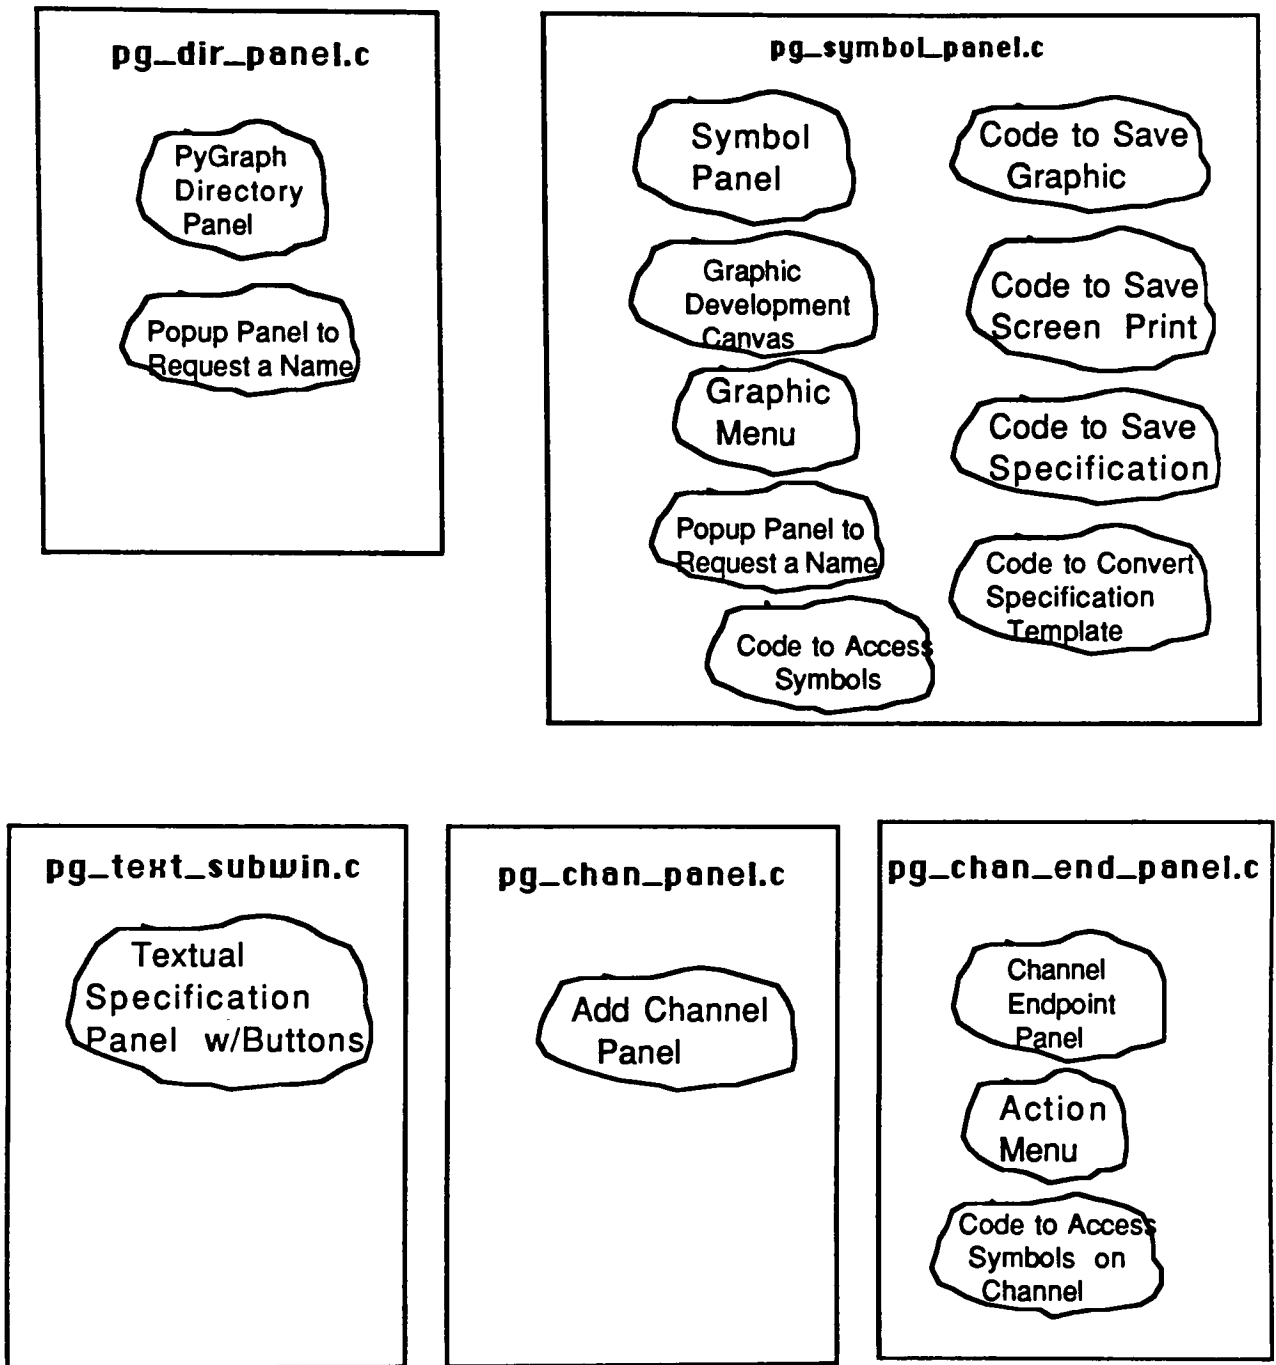 pg_dir_panel.c
PyGraph
Directory
Panel
Popup Panel to
Request a Name
pg_symbol_panel.c
Symbol
Panel
Graphic
Development
Canvas
Graphic
Menu
Popup Panel to
Request a Name
Code to Access
Symbols
Code to Save
Graphic
Code to Save
Screen Print
Code to Save
Specification
Code to Convert
Specification
Template
pg_text_subwin.c
Textual
Specification
Panel w/Buttons
pg_chan_panel.c
Add Channel
Panel
pg_chan_end_panel.c
Channel
Endpoint
Panel
Action
Menu
Code to Access
Symbols on
Channel